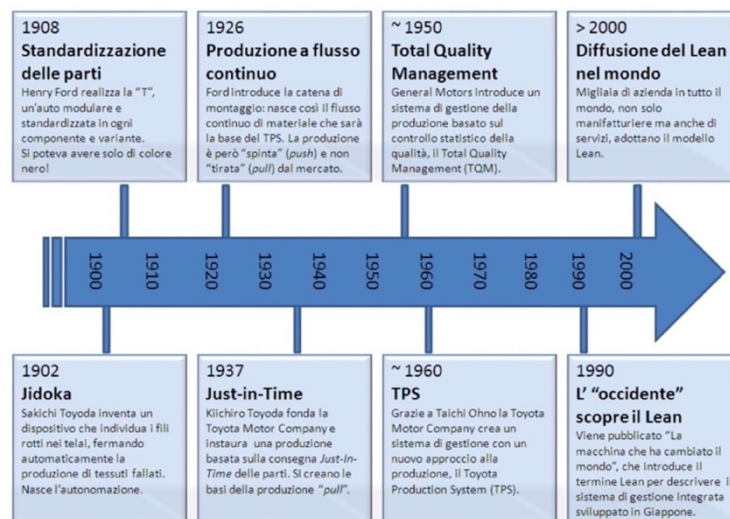 1908
Standardizzazione
delle parti
Henry Ford realizza la “T”,
un’auto modulare e
standardizzata in ogni
componente e variante.
Si poteva avere solo di colore
nero!
1926
Produzione a flusso
continuo
Ford introduce la catena di
montaggio: nasce così il flusso
continuo di materiale che sarà
la base del TPS. La produzione
è però “spinta” (push) e non
“tirata” (pull) dal mercato.
~ 1950
Total Quality
Management
General Motors introduce un
sistema di gestione della
produzione basato sul
controllo statistico della
qualità, il Total Quality
Management (TQM).
> 2000
Diffusione del Lean
nel mondo
Migliaia di azienda in tutto il
mondo, non solo
manifatturiere ma anche di
servizi, adottano il modello
Lean.
1900
1910
1920
1930
1940
1950
1960
1970
1980
1990
2000
1902
Jidoka
Sakichi Toyoda inventa un
dispositivo che individua i fili
rotti nei telai, fermando
automaticamente la
produzione di tessuti fallati.
Nasce l’autonomazione.
1937
Just-in-Time
Kiichiro Toyoda fonda la
Toyota Motor Company e
instaura una produzione
basata sulla consegna Just-In-
Time delle parti. Si creano le
basi della produzione “pull”.
~ 1960
TPS
Grazie a Taichi Ohno la Toyota
Motor Company crea un
sistema di gestione con un
nuovo approccio alla
produzione, il Toyota
Production System (TPS).
1990
L’ “occidente”
scopre il Lean
Viene pubblicato “La
macchina che ha cambiato il
mondo”, che introduce il
termine Lean per descrivere il
sistema di gestione integrata
sviluppato in Giappone.